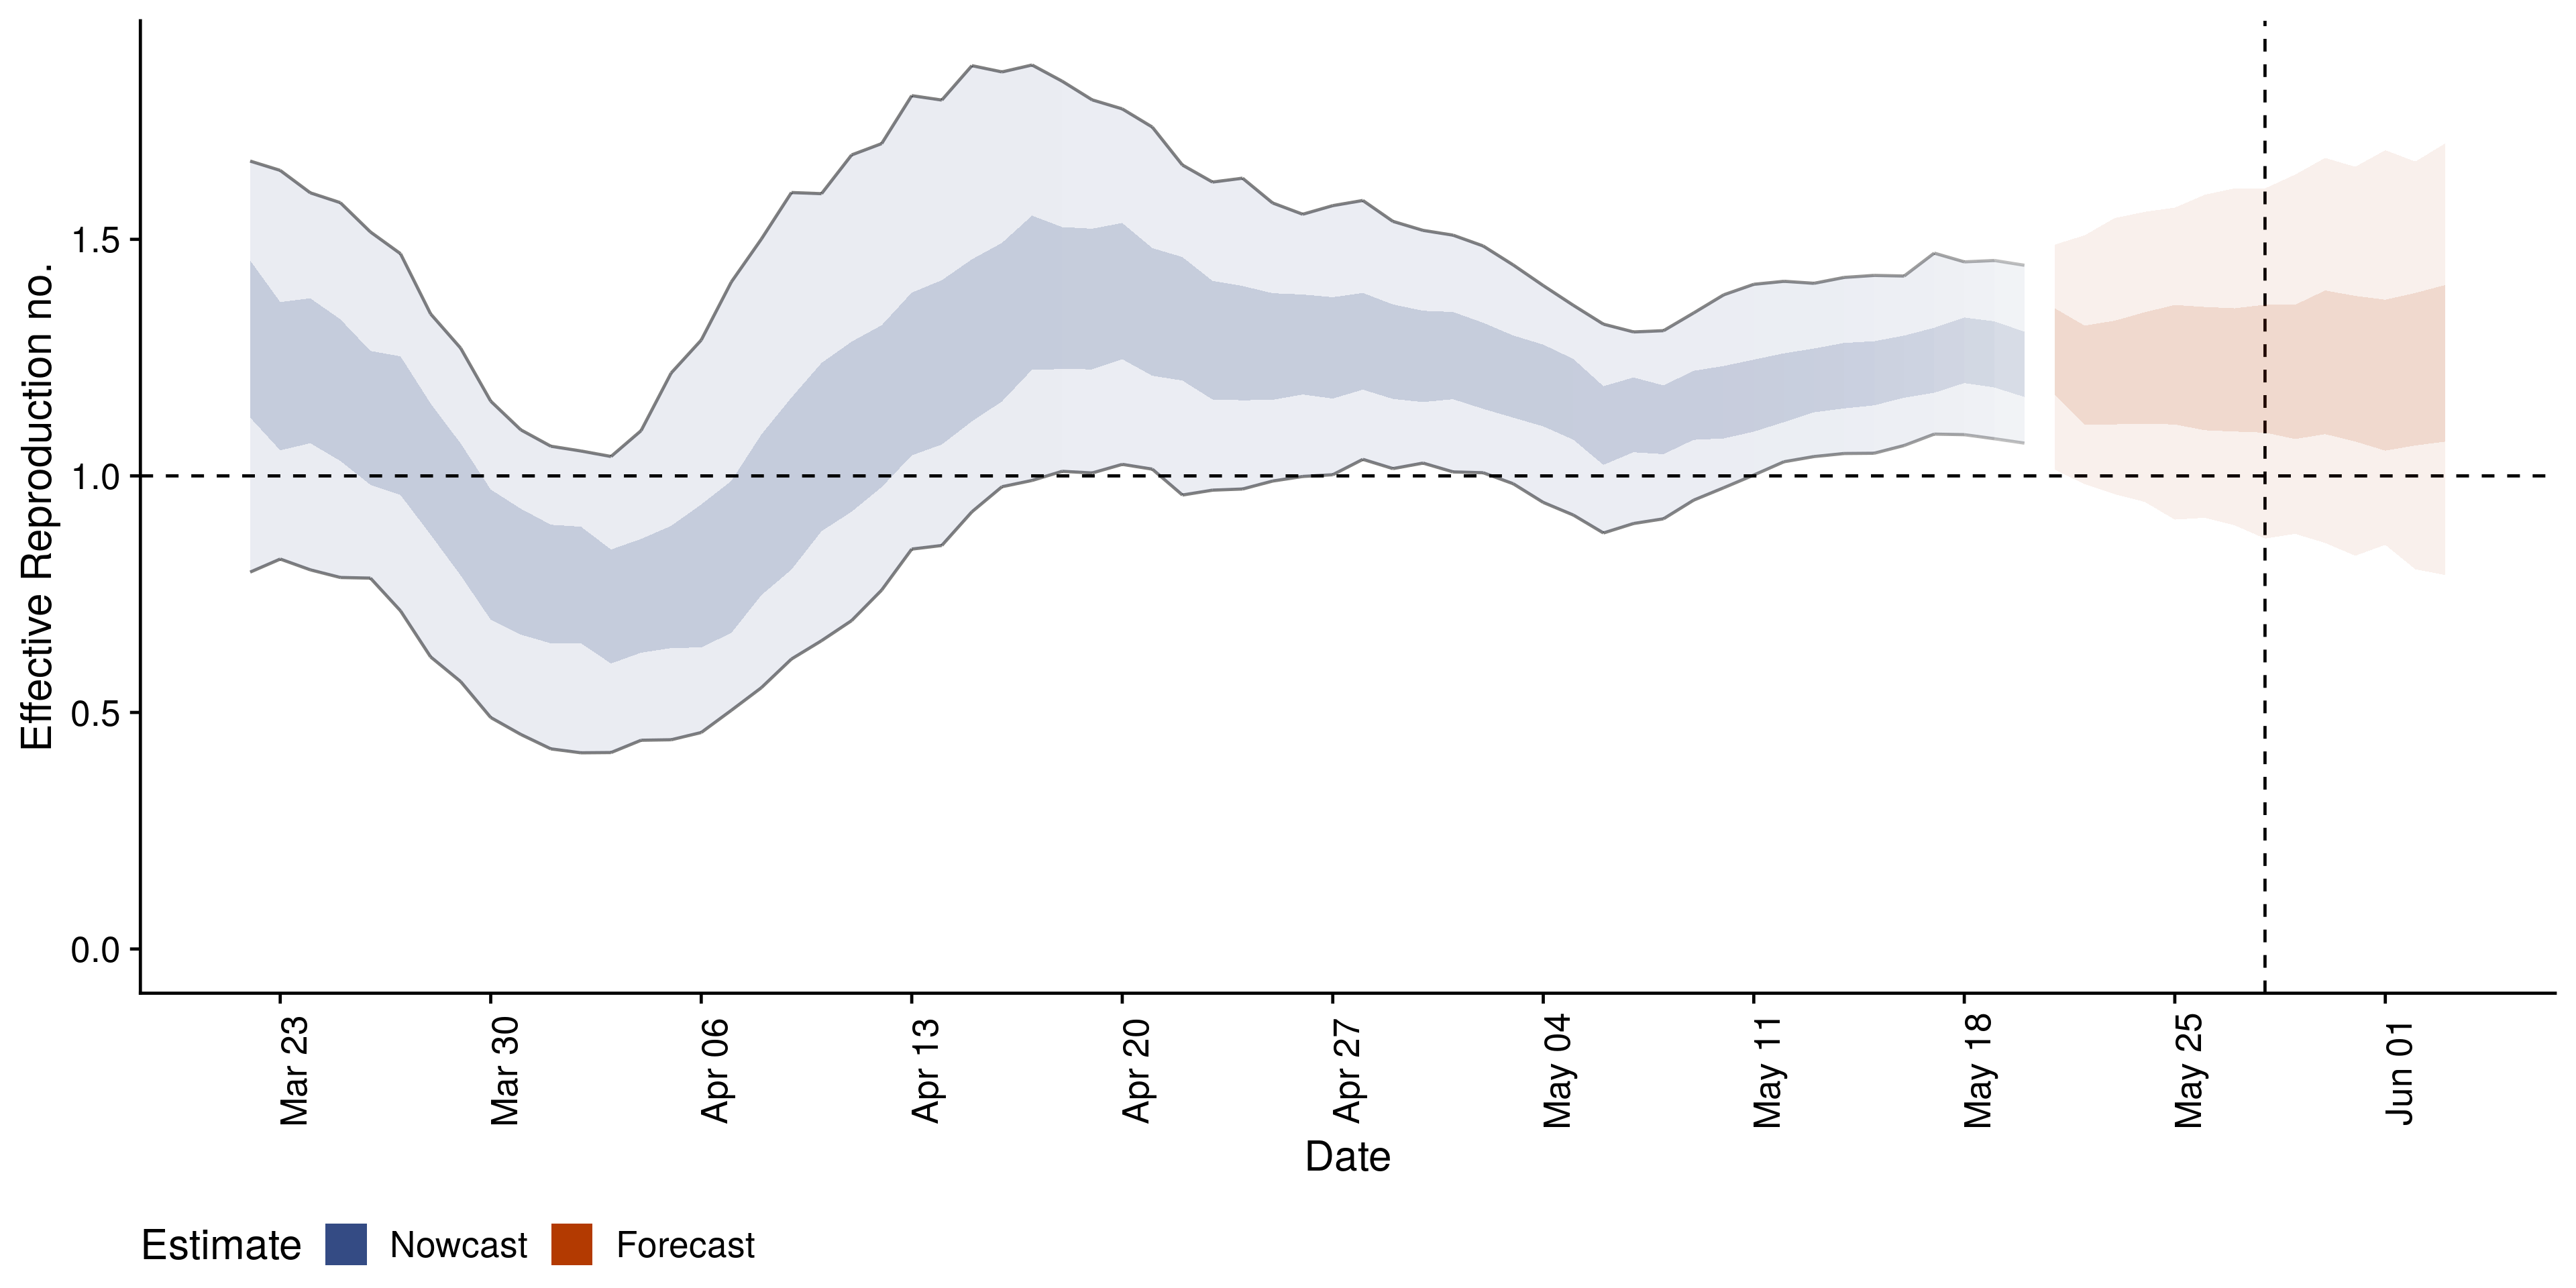 Effective Reproduction no.
1.5
1.0
0.5
0.0
Mar 23
Mar 30
Apr 06
Apr 13
Apr 20
Apr 27
May 04
May 11
May 18
May 25
Jun 01
Date
Estimate Nowcast Forecast